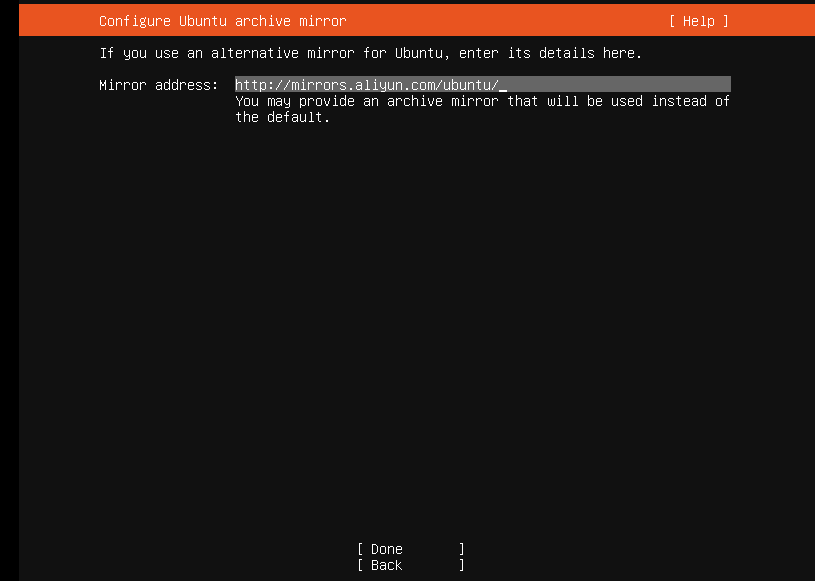 Configure Ubuntu archive mirror [ Help ]
If you use an alternative mirror for Ubuntu, enter its details here.
Mirror address: http://mirrors.aliyun.com/ubuntu/_
You may provide an archive mirror that will be used instead of
the default.
[ Done ]
[ Back ]